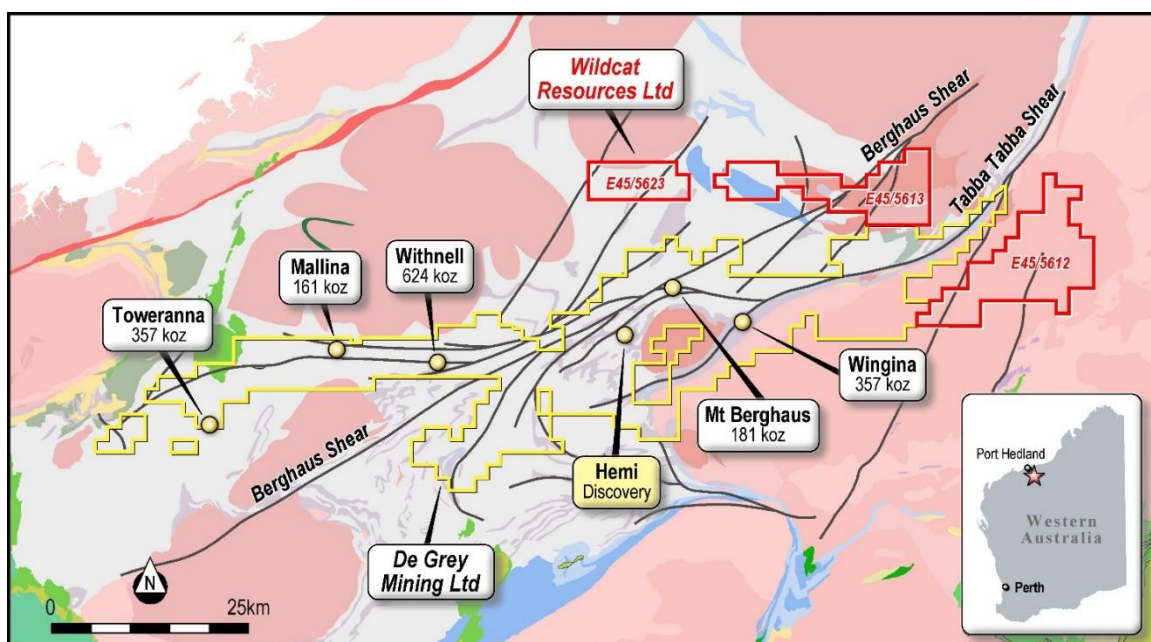 Wildcat
Resources Ltd
Berghaus Shear
Tabba Tabba Shear
E45/5623
E45/5613
E45/5612
Withnell
624 koz
Mallina
161 koz
Toweranna
357 koz
Wingina
357 koz
Mt Berghaus
181 koz
Hemi
Discovery
Berghaus Shear
De Grey
Mining Ltd
N
0
25km
Port Hedland
Western
Australia
Perth